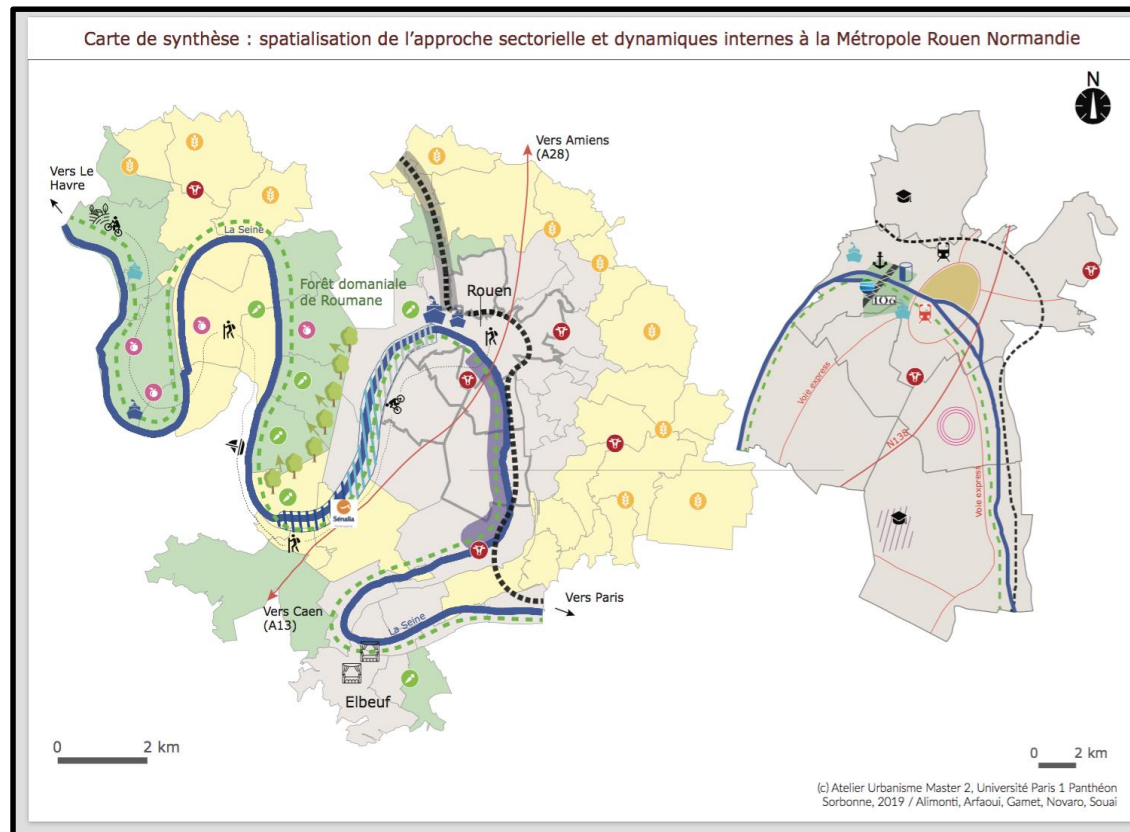 Carte de synthèse : spatialisation de l'approche sectorielle et dynamiques internes à la Métropole Rouen Normandie
N
Vers Amiens
(A28)
Vers Le
Havre
La Seine
Forêt domaniale
de Roumane
Rouen
Voie express
N138
Voie express
Sénalia
Vers Caen
(A13)
Vers Paris
La Seine
Elbeuf
0 2 km
0 2 km
(c) Atelier Urbanisme Master 2, Université Paris 1 Panthéon
Sorbonne, 2019 / Alimonti, Arfaoui, Gamet, Novaro, Souai